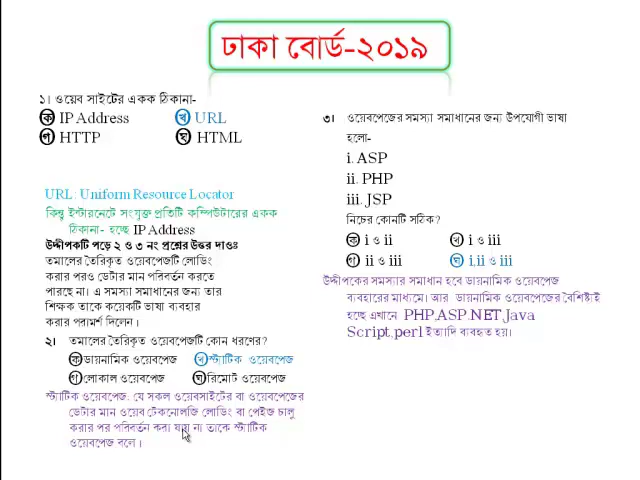 ঢাকা বোর্ড-২০১৯
১। ওয়েব সাইটের একক ঠিকানা-
ক IP Address খ URL
গ HTTP ঘ HTML
URL: Uniform Resource Locator
কিন্তু ইন্টারনেটে সংযুক্ত প্রতিটি কম্পিউটারের একক
ঠিকানা- হচ্ছে IP Address
উদ্দীপকটি পড়ে ২ ও ৩ নং প্রশ্নের উত্তর দাওঃ
তমালের তৈরিকৃত ওয়েবপেজটি লোডিং
করার পরও ডেটার মান পরিবর্তন করতে
পারছে না। এ সমস্যা সমাধানের জন্য তার
শিক্ষক তাকে কয়েকটি ভাষা ব্যবহার
করার পরামর্শ দিলেন।
২। তমালের তৈরিকৃত ওয়েবপেজটি কোন ধরণের?
ক ডায়নামিক ওয়েবপেজ খ স্ট্যাটিক ওয়েবপেজ
গ লোকাল ওয়েবপেজ ঘ রিমোট ওয়েবপেজ
স্ট্যাটিক ওয়েবপেজ: যে সকল ওয়েবসাইটের বা ওয়েবপেজের
ডেটার মান ওয়েব টেকনোলজি লোডিং বা পেইজ চালু
করার পর পরিবর্তন করা যায় না তাকে স্ট্যাটিক
ওয়েবপেজ বলে।
৩। ওয়েবপেজের সমস্যা সমাধানের জন্য উপযোগী ভাষা
হলো-
i. ASP
ii. PHP
iii. JSP
নিচের কোনটি সঠিক?
ক i ও ii খ i ও iii
গ ii ও iii ঘ i,ii ও iii
উদ্দীপকের সমস্যার সমাধান হবে ডায়নামিক ওয়েবপেজ
ব্যবহারের মাধ্যমে। আর ডায়নামিক ওয়েবপেজের বৈশিষ্ট্যই
হচ্ছে এখানে PHP,ASP.NET,Java
Script,perl ইত্যাদি ব্যবহৃত হয়।